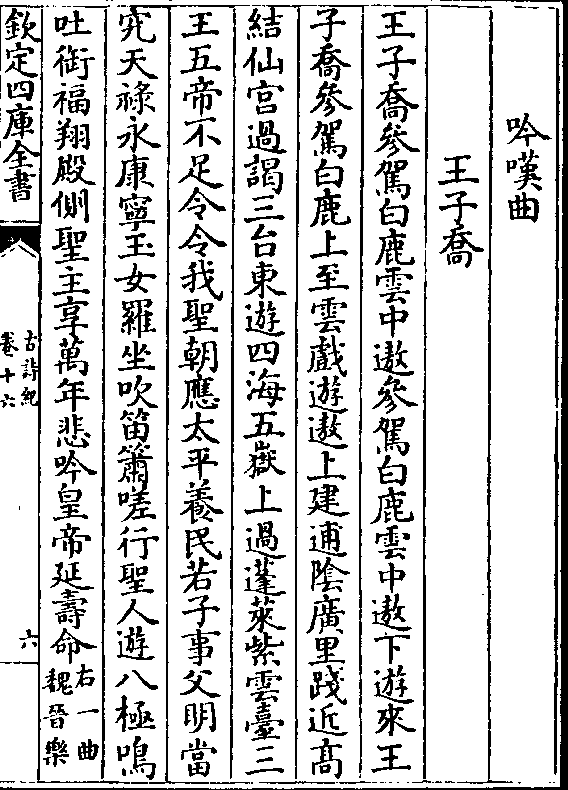 吟嘆曲
王子喬
王子喬參駕白鹿雲中遨參駕白鹿雲中遨下遊來王
子喬參駕白鹿上至雲戲遊遨上建逋陰廣里踐近高
結仙宫過謁三台東遊四海五嶽上過蓬萊紫雲臺三
王五帝不足令令我聖朝應太平養民若子事父明當
究天祿永康寧玉女羅坐吹笛簫嗟行聖人遊八極鳴
吐銜福翔殿側聖主享萬年悲吟皇帝延壽命右一曲魏晉樂
欽定四庫全書
古詩紀
卷十六
六